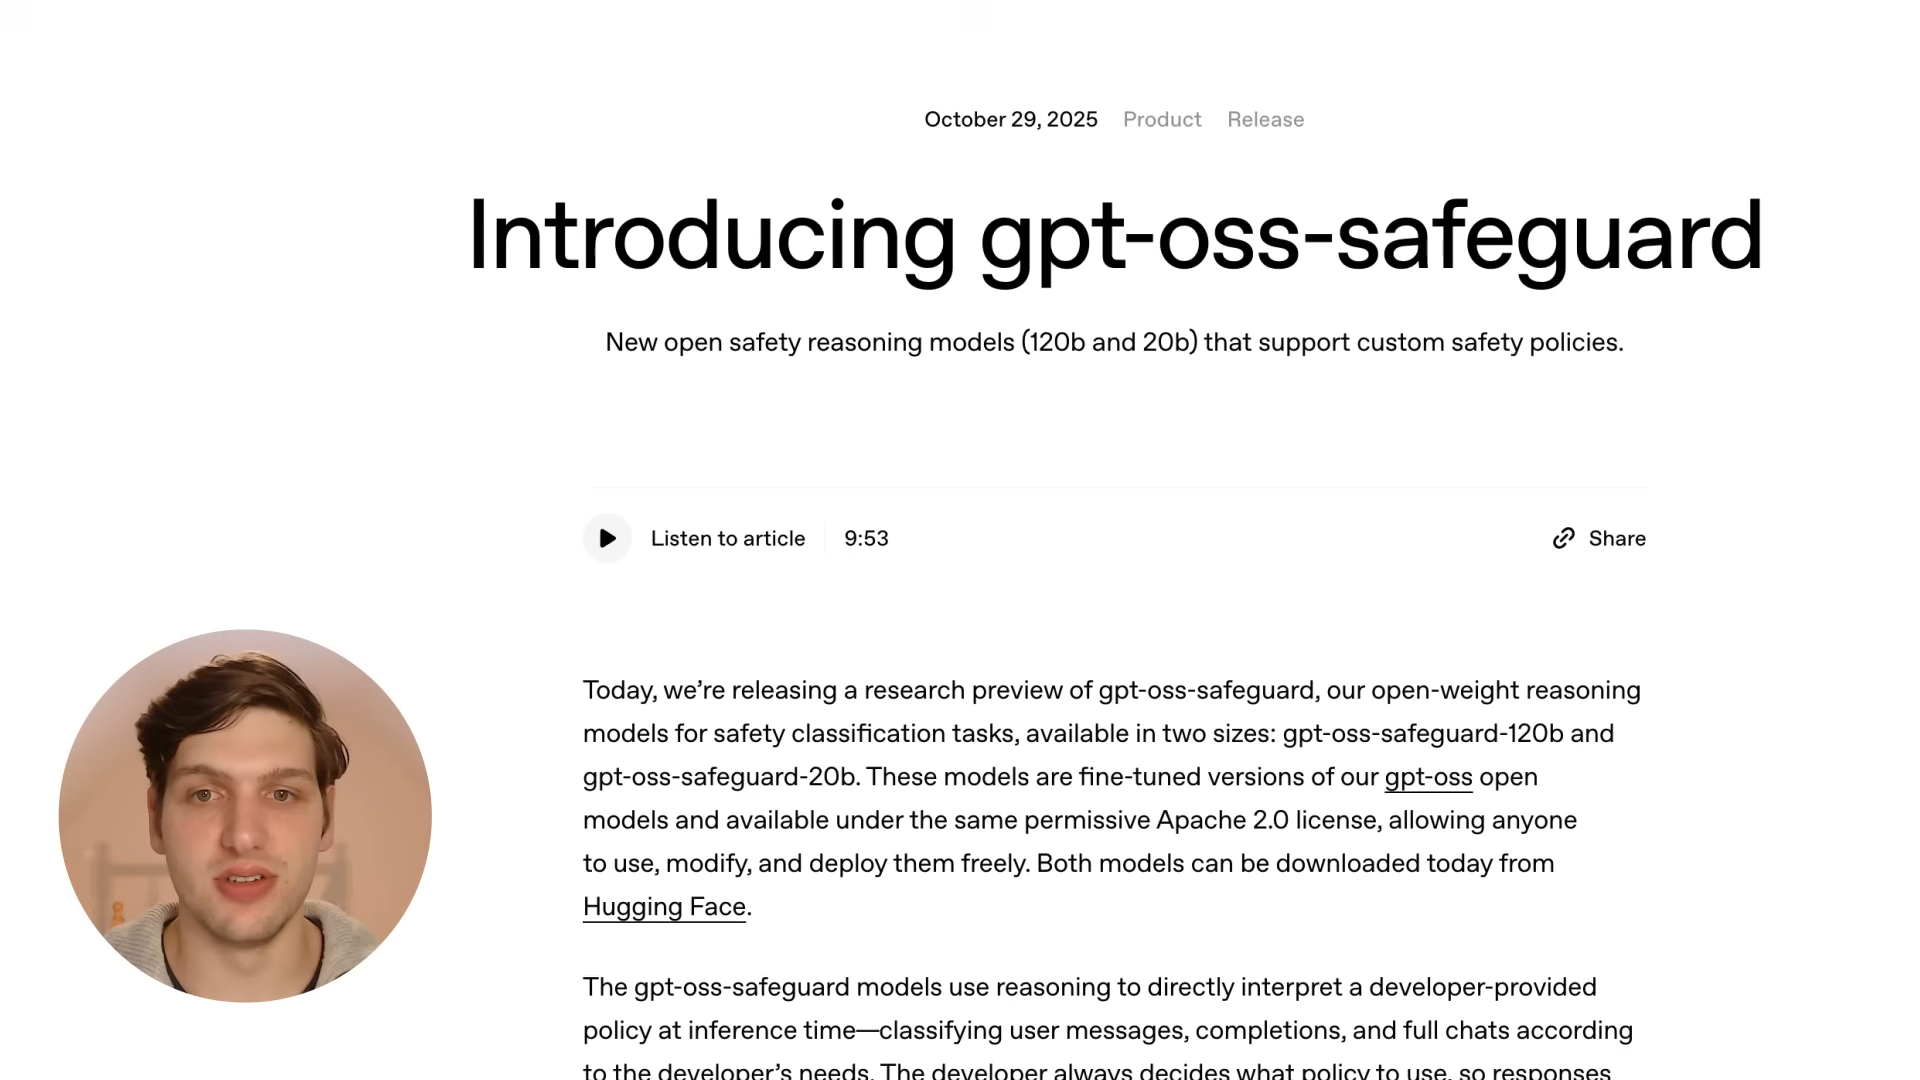 October 29, 2025 Product Release
Introducing gpt-oss-safeguard
New open safety reasoning models (120b and 20b) that support custom safety policies.
Listen to article 9:53 Share
Today, we’re releasing a research preview of gpt-oss-safeguard, our open-weight reasoning
models for safety classification tasks, available in two sizes: gpt-oss-safeguard-120b and
gpt-oss-safeguard-20b. These models are fine-tuned versions of our gpt-oss open
models and available under the same permissive Apache 2.0 license, allowing anyone
to use, modify, and deploy them freely. Both models can be downloaded today from
Hugging Face.
The gpt-oss-safeguard models use reasoning to directly interpret a developer-provided
policy at inference time—classifying user messages, completions, and full chats according
to the developer’s needs. The developer always decides what policy to use, so responses